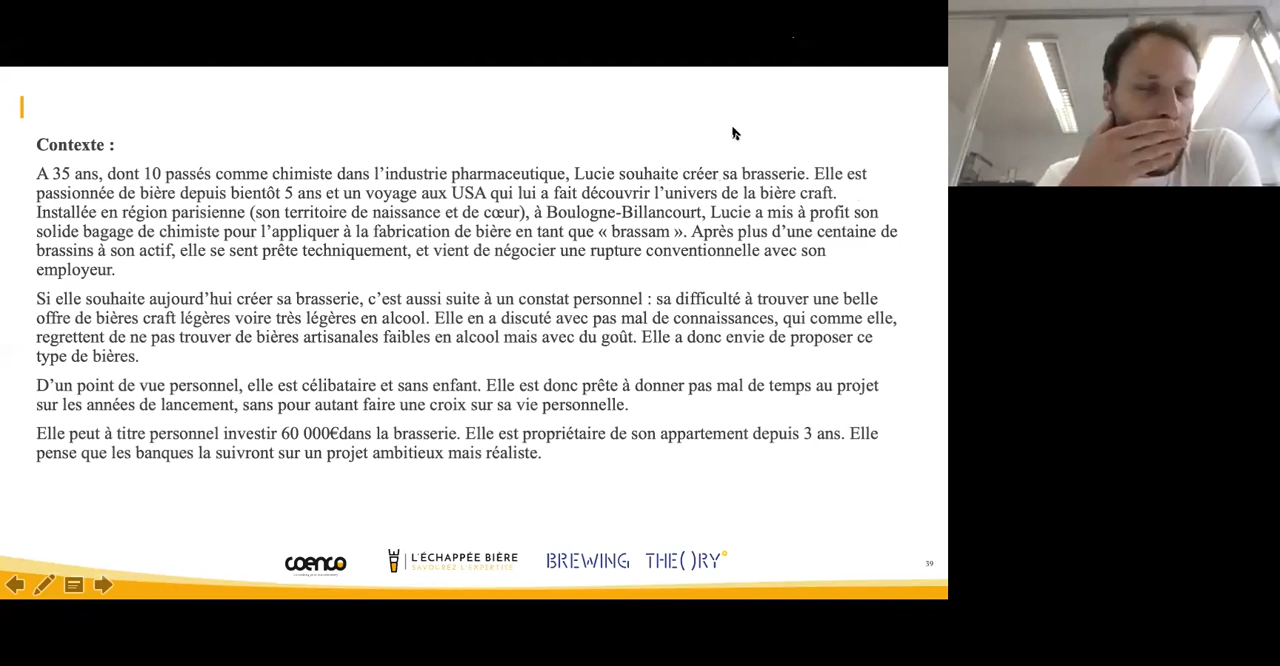 Contexte :
A 35 ans, dont 10 passés comme chimiste dans l'industrie pharmaceutique, Lucie souhaite créer sa brasserie. Elle est
passionnée de bière depuis bientôt 5 ans et un voyage aux USA qui lui a fait découvrir l'univers de la bière craft.
Installée en région parisienne (son territoire de naissance et de cœur), à Boulogne-Billancourt, Lucie a mis à profit son
solide bagage de chimiste pour l'appliquer à la fabrication de bière en tant que « brassam ». Après plus d'une centaine de
brassins à son actif, elle se sent prête techniquement, et vient de négocier une rupture conventionnelle avec son
employeur.
Si elle souhaite aujourd'hui créer sa brasserie, c'est aussi suite à un constat personnel : sa difficulté à trouver une belle
offre de bières craft légères voire très légères en alcool. Elle en a discuté avec pas mal de connaissances, qui comme elle,
regrettent de ne pas trouver de bières artisanales faibles en alcool mais avec du goût. Elle a donc envie de proposer ce
type de bières.
D'un point de vue personnel, elle est célibataire et sans enfant. Elle est donc prête à donner pas mal de temps au projet
sur les années de lancement, sans pour autant faire une croix sur sa vie personnelle.
Elle peut à titre personnel investir 60 000€dans la brasserie. Elle est propriétaire de son appartement depuis 3 ans. Elle
pense que les banques la suivront sur un projet ambitieux mais réaliste.
coenco
L'ÉCHAPPÉE BIÈRE
SAVOUREZ L'EXPERTISE
BREWING THE()RY
39